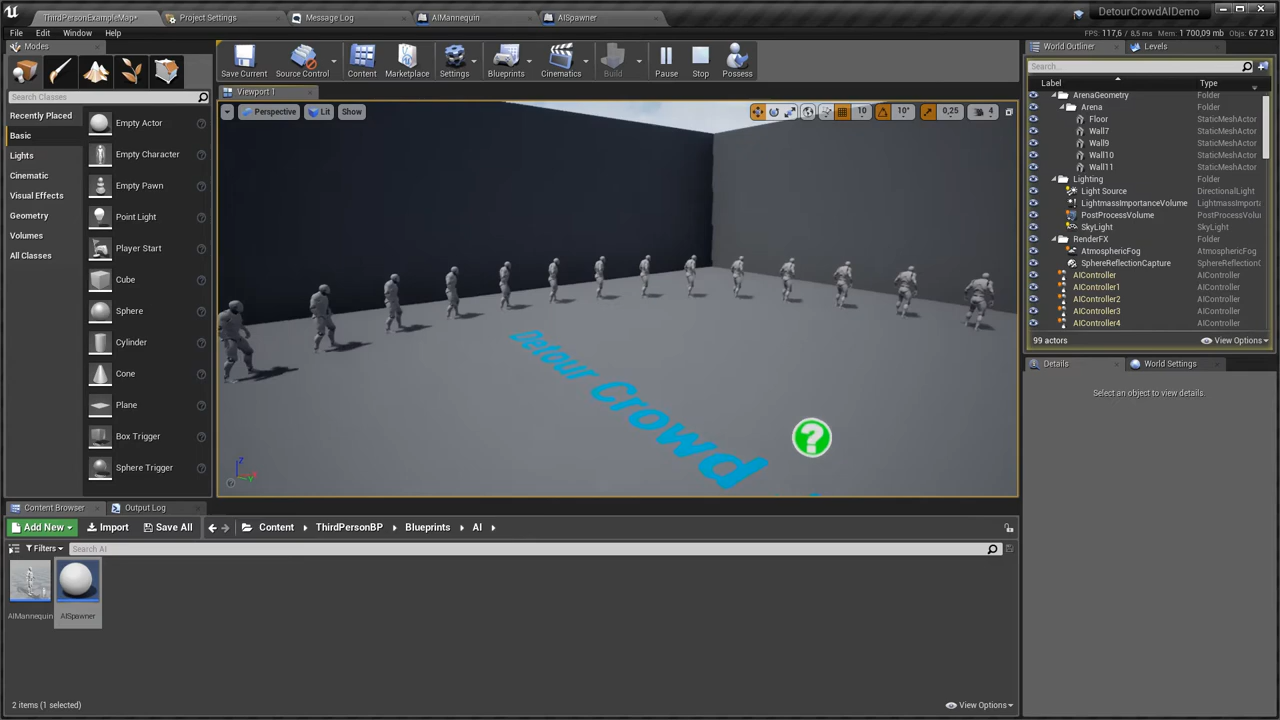 ThirdPersonExampleMap*
Project Settings
Message Log
AIMannequin
AISpawner
DetourCrowdAIDemo
File
Edit
Window
Help
FPS: 117,6 / 8,5 ms
Mem: 1 700,09 mb
Objs: 67 218
Modes
World Outliner
Levels
Save Current
Source Control
Content
Marketplace
Settings
Blueprints
Cinematics
Build
Pause
Stop
Possess
Search...
Label
Type
Search Classes
Viewport 1
Recently Placed
Basic
Lights
Cinematic
Visual Effects
Geometry
Volumes
All Classes
Empty Actor
Empty Character
Empty Pawn
Point Light
Player Start
Cube
Sphere
Cylinder
Cone
Plane
Box Trigger
Sphere Trigger
Perspective
Lit
Show
10
10°
0,25
4
Detour Crowd
ArenaGeometry
Folder
Arena
Folder
Floor
StaticMeshActor
Wall7
StaticMeshActor
Wall9
StaticMeshActor
Wall10
StaticMeshActor
Wall11
StaticMeshActor
Lighting
Folder
Light Source
DirectionalLight
LightmassImportanceVolume
LightmassImporta
PostProcessVolume
PostProcessVolum
SkyLight
SkyLight
RenderFX
Folder
AtmosphericFog
AtmosphericFog
SphereReflectionCapture
SphereReflection
AIController
AIController
AIController1
AIController
AIController2
AIController
AIController3
AIController
AIController4
AIController
99 actors
View Options
Details
World Settings
Select an object to view details.
Content Browser
Output Log
Add New
Import
Save All
Content
ThirdPersonBP
Blueprints
AI
Filters
Search AI
AIMannequin
AISpawner
2 items (1 selected)
View Options